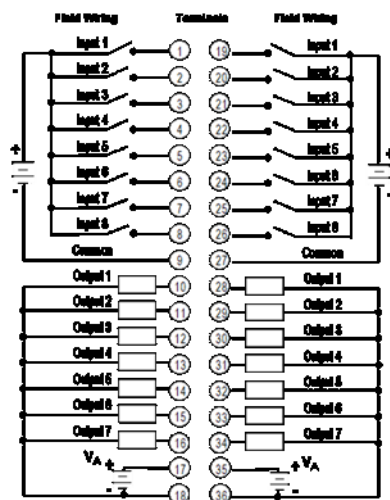 Field Wiring Terminals Field Wiring
Input 1 1 19 Input 1
Input 2 2 20 Input 2
Input 3 3 21 Input 3
Input 4 4 22 Input 4
Input 5 5 23 Input 5
Input 6 6 24 Input 6
Input 7 7 25 Input 7
Input 8 8 26 Input 8
Common 9 27 Common
Output 1 10 28 Output 1
Output 2 11 29 Output 2
Output 3 12 30 Output 3
Output 4 13 31 Output 4
Output 5 14 32 Output 5
Output 6 15 33 Output 6
Output 7 16 34 Output 7
VA + 17 35 + VA
- 18 36 -
+ - + -